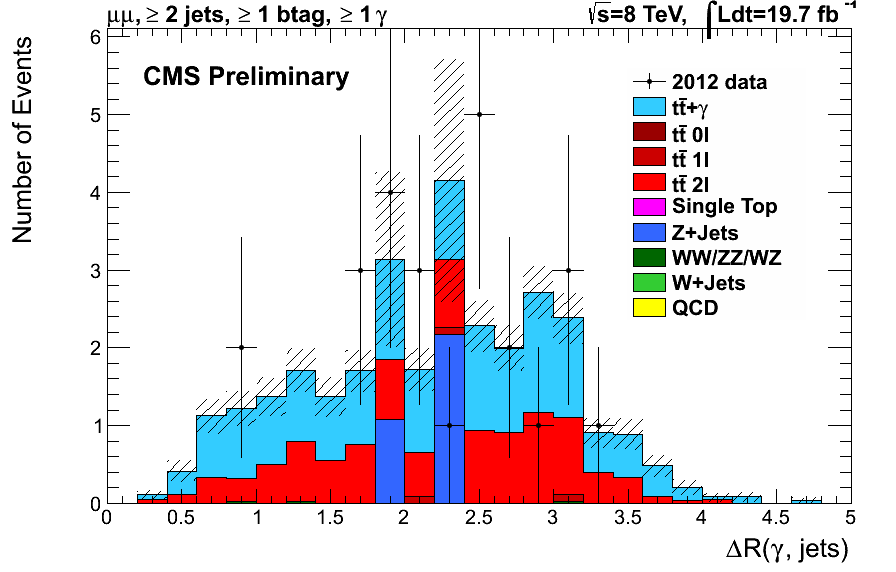 μμ, ≥ 2 jets, ≥ 1 btag, ≥ 1 γ
√s=8 TeV, ∫Ldt=19.7 fb⁻¹
Number of Events
CMS Preliminary
2012 data
tt̄+γ
tt̄ 0l
tt̄ 1l
tt̄ 2l
Single Top
Z+Jets
WW/ZZ/WZ
W+Jets
QCD
6
5
4
3
2
1
0
0 0.5 1 1.5 2 2.5 3 3.5 4 4.5 5
ΔR(γ, jets)